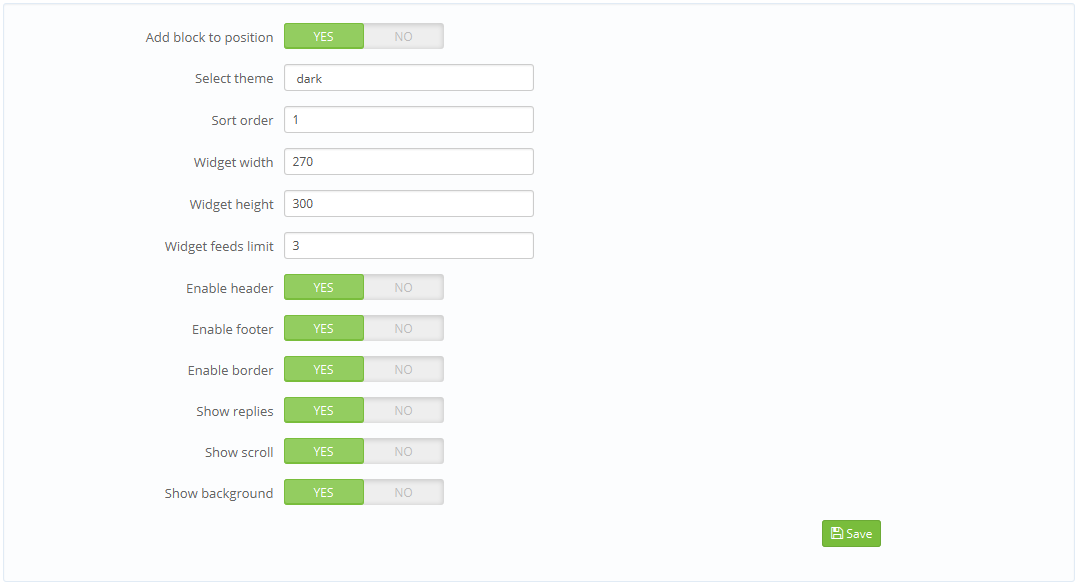 Add block to position YES NO
Select theme dark
Sort order 1
Widget width 270
Widget height 300
Widget feeds limit 3
Enable header YES NO
Enable footer YES NO
Enable border YES NO
Show replies YES NO
Show scroll YES NO
Show background YES NO
Save